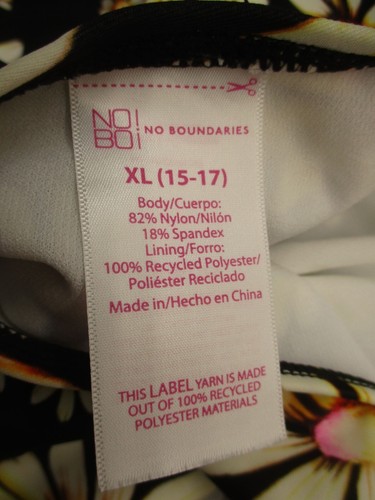 NO!
BO!
NO BOUNDARIES
XL (15-17)
Body/Cuerpo:
82% Nylon/Nilón
18% Spandex
Lining/Forro:
100% Recycled Polyester/
Poliéster Reciclado
Made in/Hecho en China
THIS LABEL YARN IS MADE
OUT OF 100% RECYCLED
POLYESTER MATERIALS